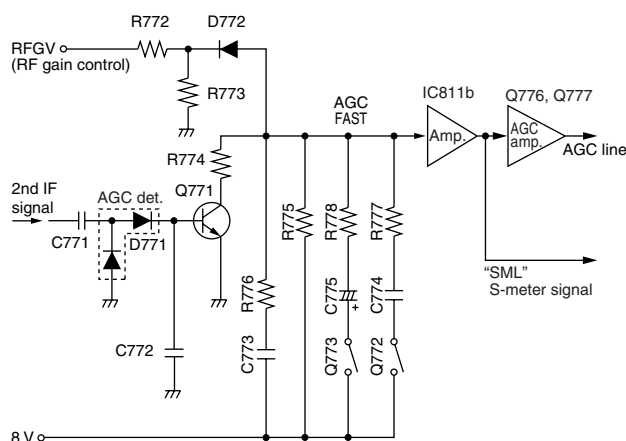 R772
D772
RFGV
(RF gain control)
R773
IC811b
Q776, Q777
AGC
FAST
Amp.
AGC
amp.
AGC line
R774
2nd IF
signal
AGC det.
Q771
C771
D771
R775
R778
R777
"SML"
S-meter signal
R776
C775
+
C774
C772
C773
Q773
Q772
8 V